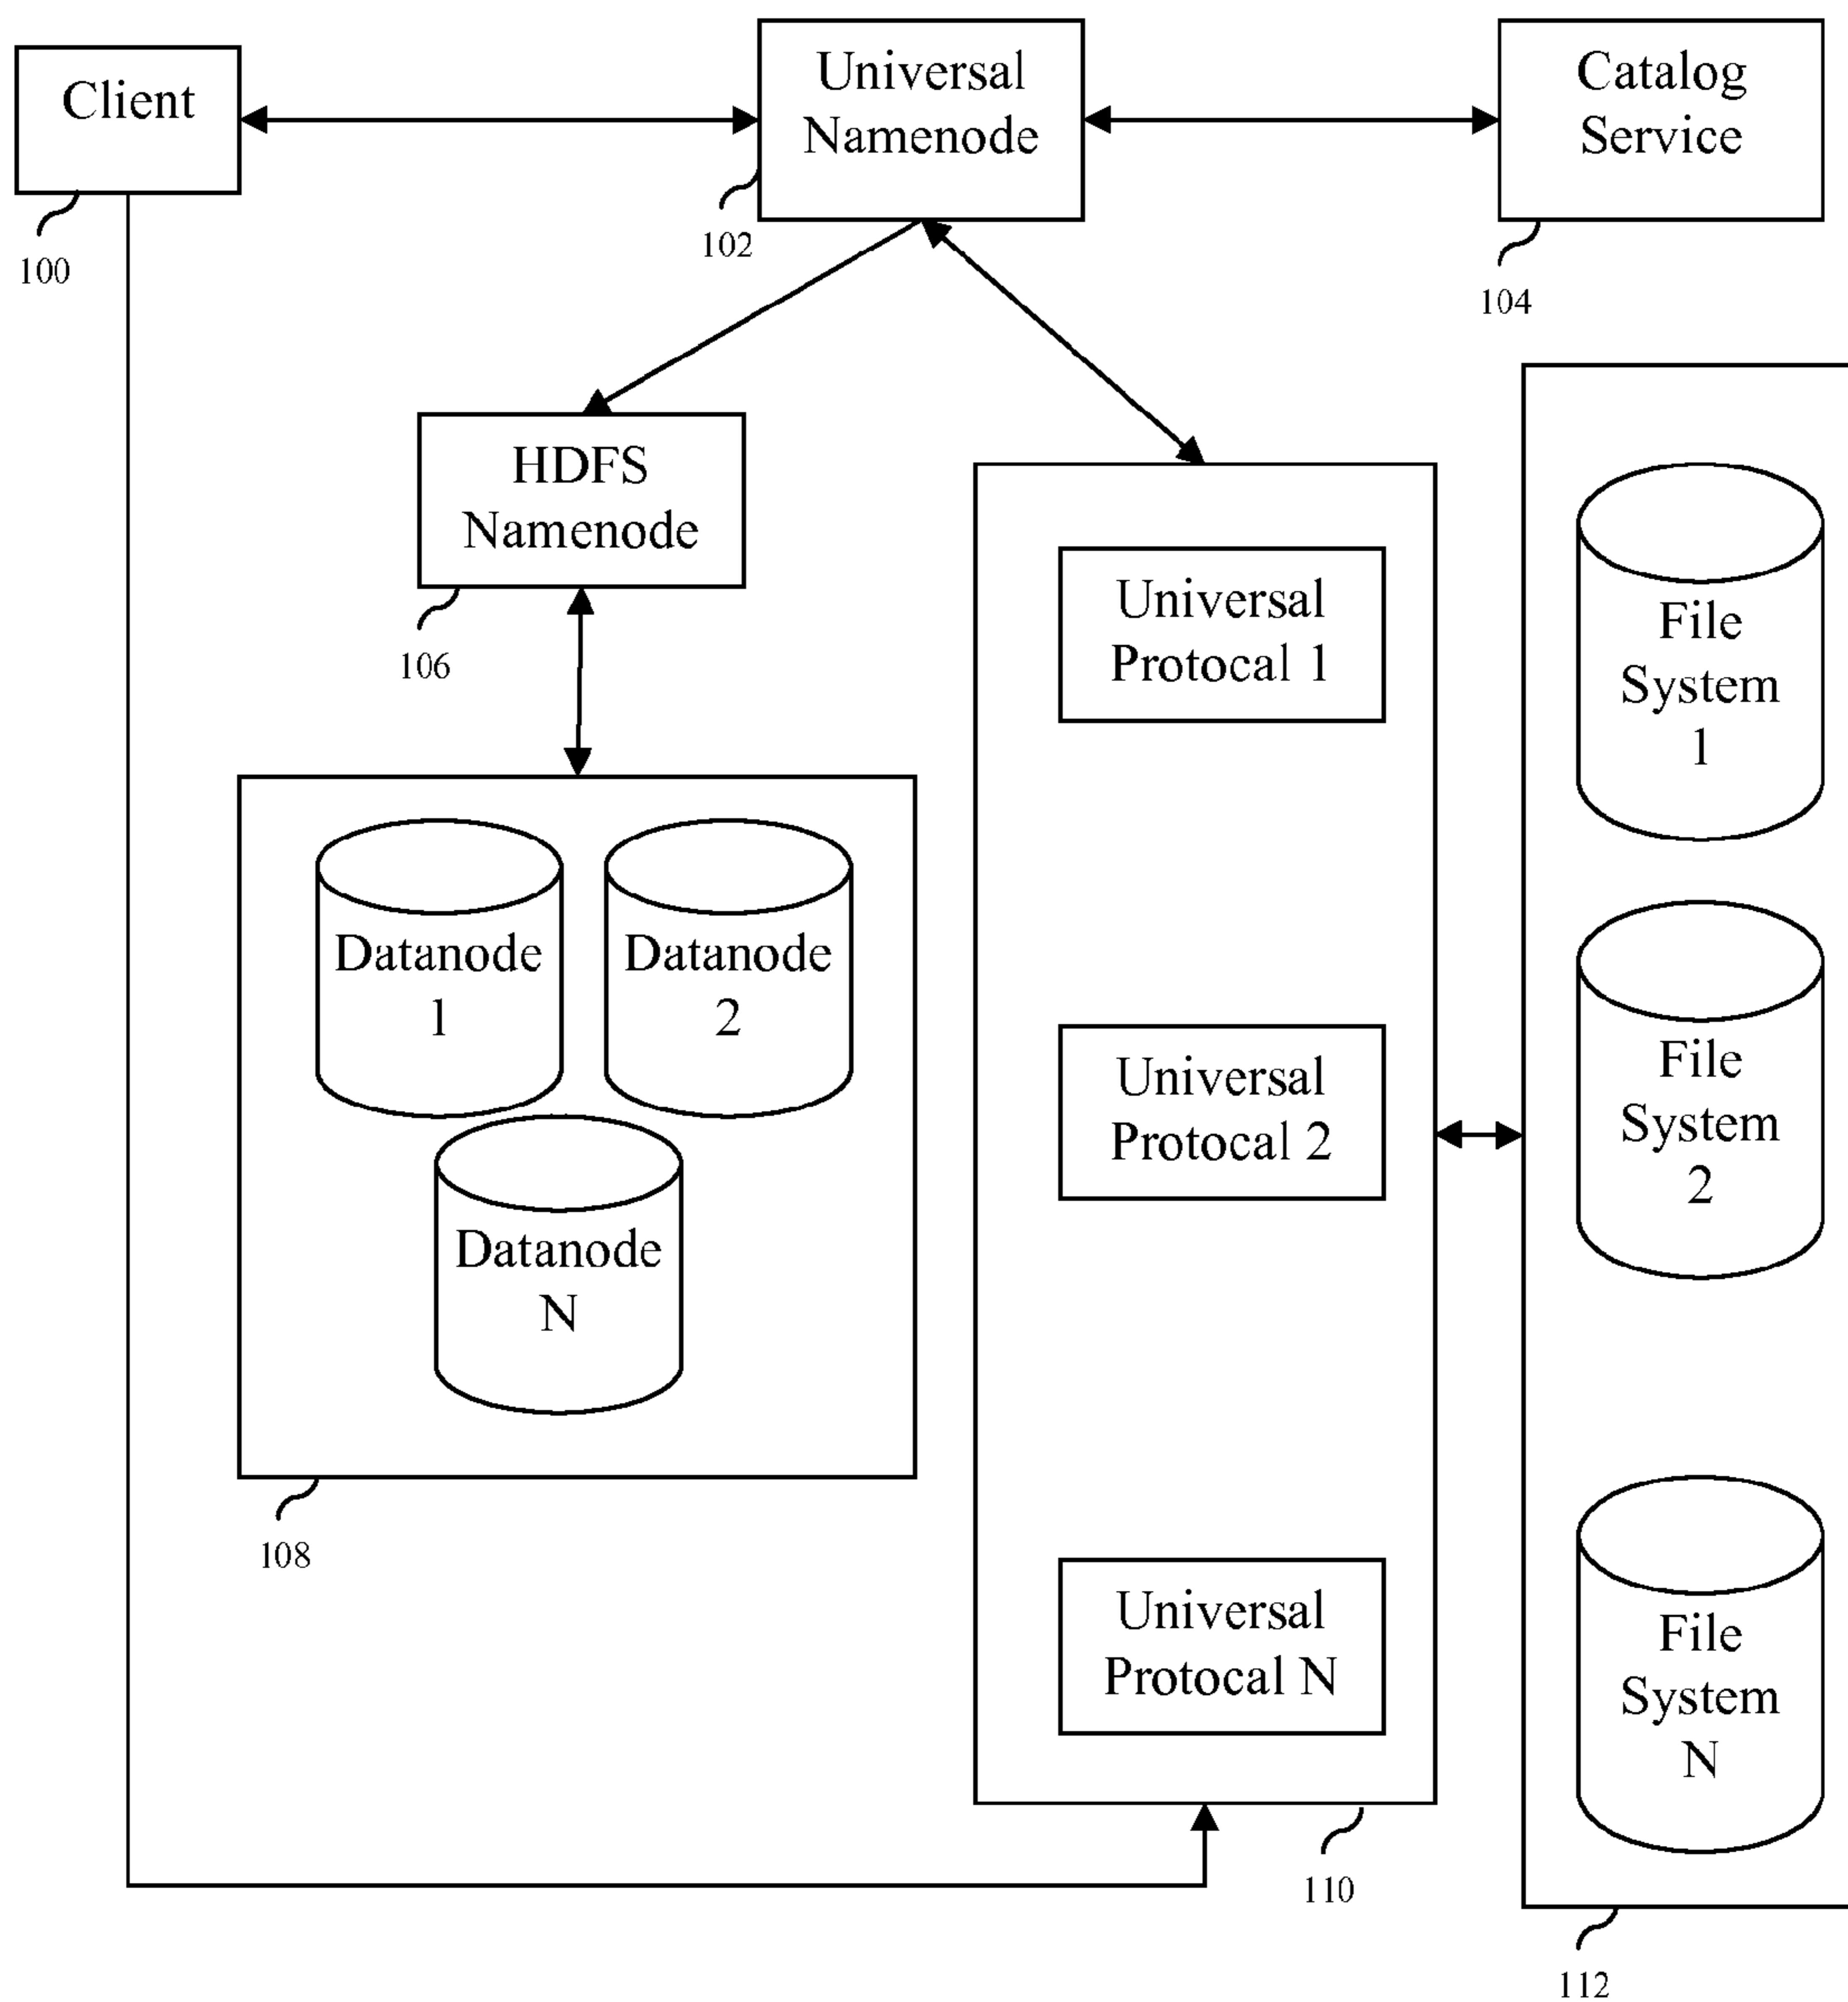 Client
Universal
Namenode
Catalog
Service
100
102
104
HDFS
Namenode
106
Universal
Protocal 1
File
System
1
Datanode
1
Datanode
2
Datanode
N
108
Universal
Protocal 2
File
System
2
Universal
Protocal N
File
System
N
110
112